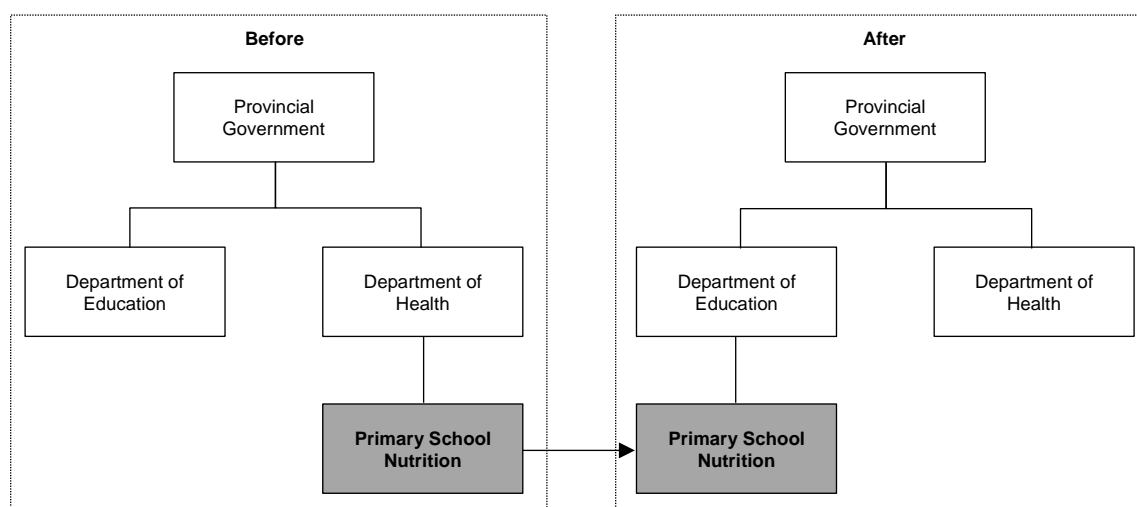 Before
Provincial
Government
Department of
Education
Department of
Health
Primary School
Nutrition
After
Provincial
Government
Department of
Education
Department of
Health
Primary School
Nutrition